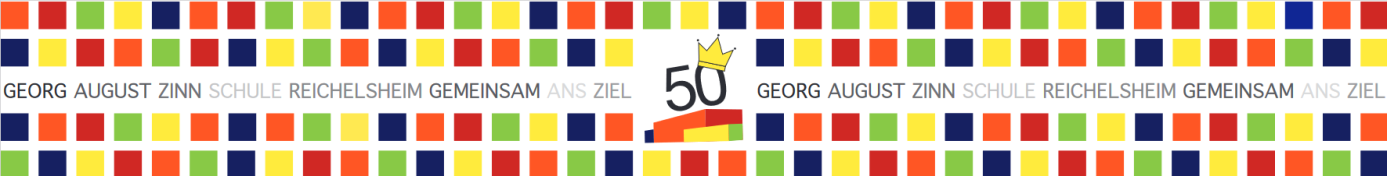 GEORG AUGUST ZINN SCHULE REICHELSHEIM GEMEINSAM ANS ZIEL
50
GEORG AUGUST ZINN SCHULE REICHELSHEIM GEMEINSAM ANS ZIEL